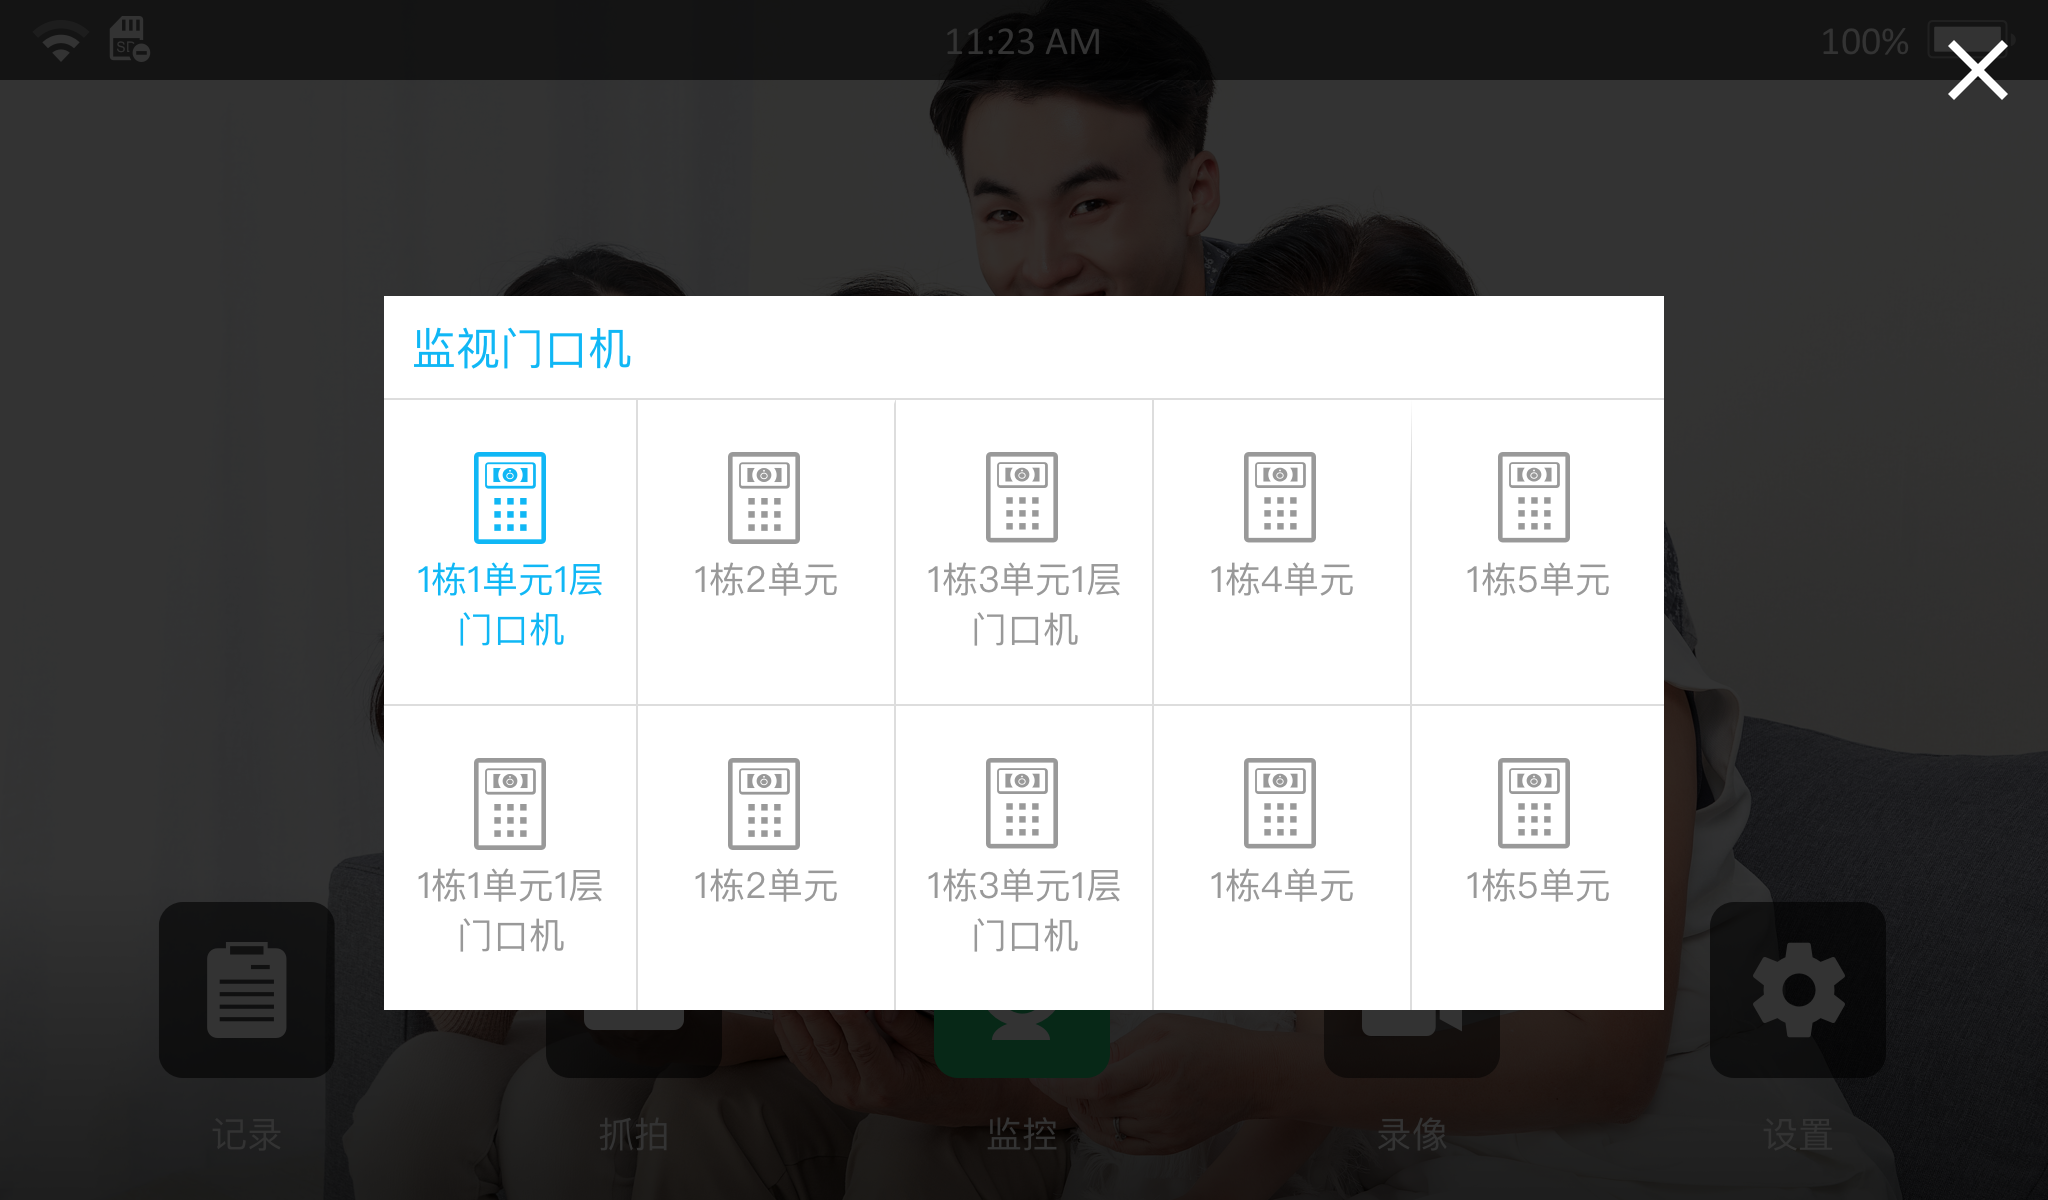 11:23 AM
100%
监视门口机
1栋1单元1层
门口机
1栋2单元
1栋3单元1层
门口机
1栋4单元
1栋5单元
1栋1单元1层
门口机
1栋2单元
1栋3单元1层
门口机
1栋4单元
1栋5单元
记录
抓拍
监控
录像
设置